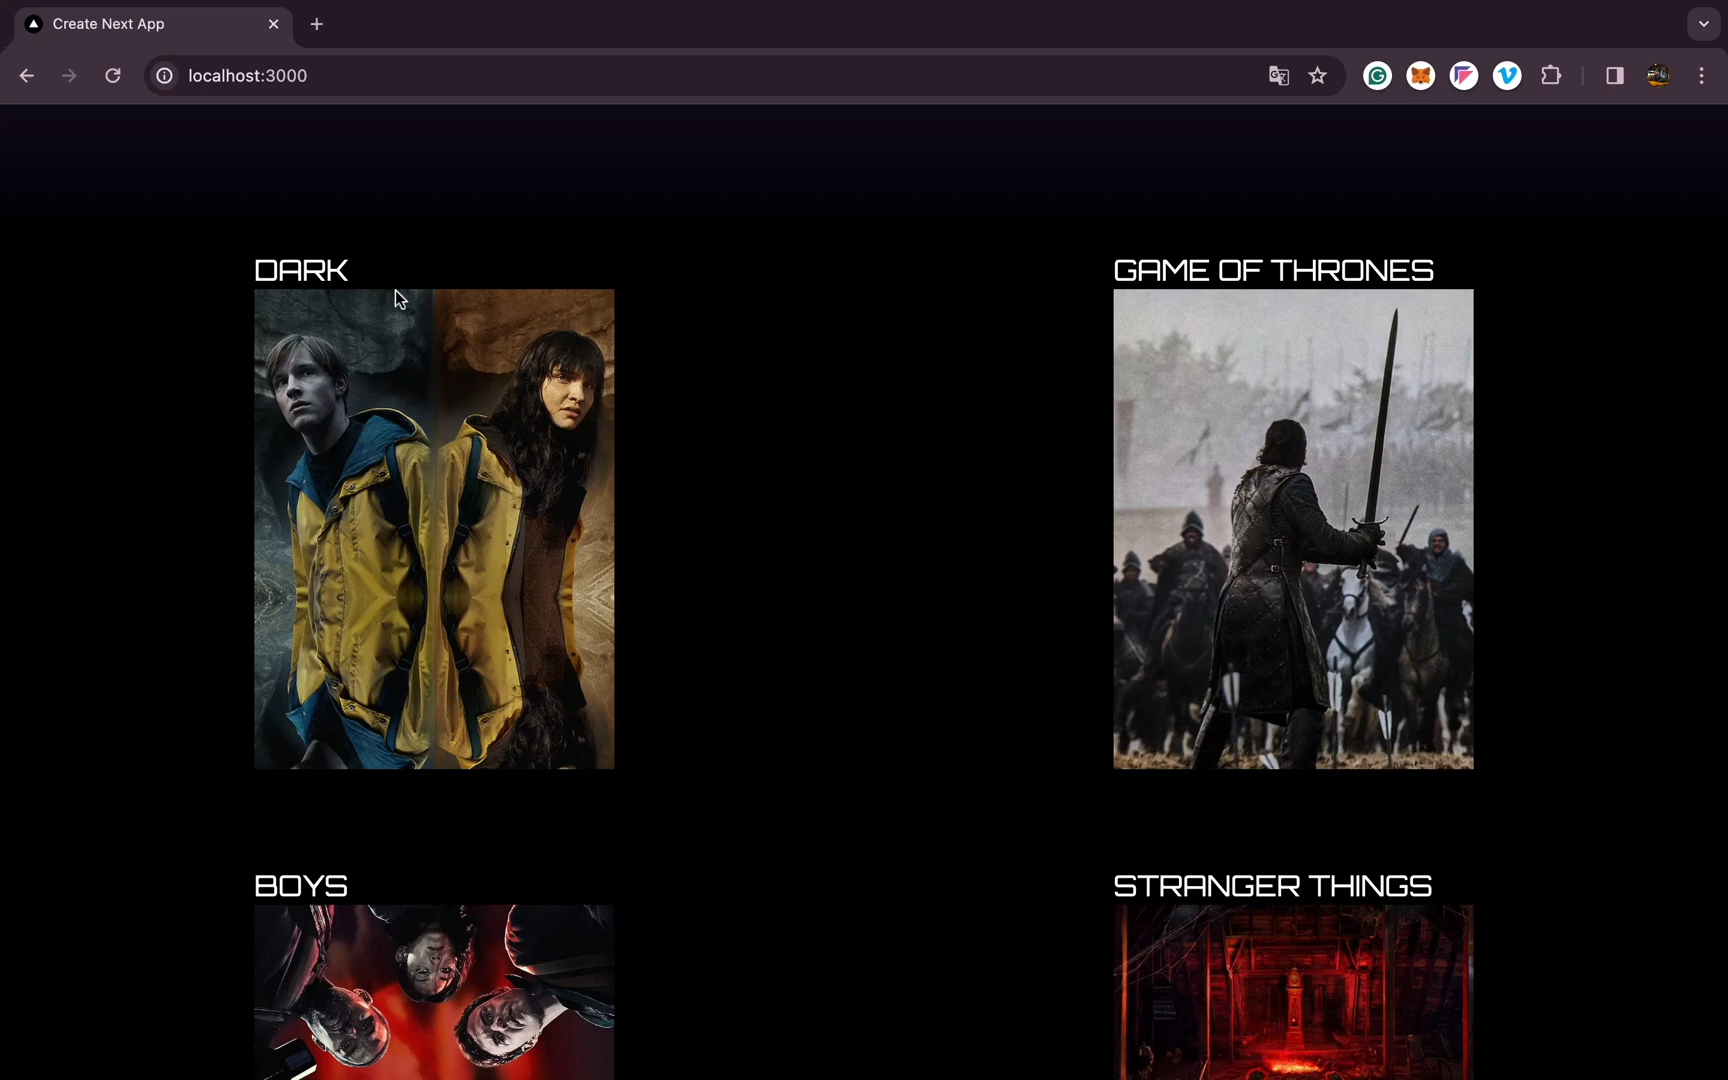 Create Next App
localhost:3000
DARK
GAME OF THRONES
BOYS
STRANGER THINGS